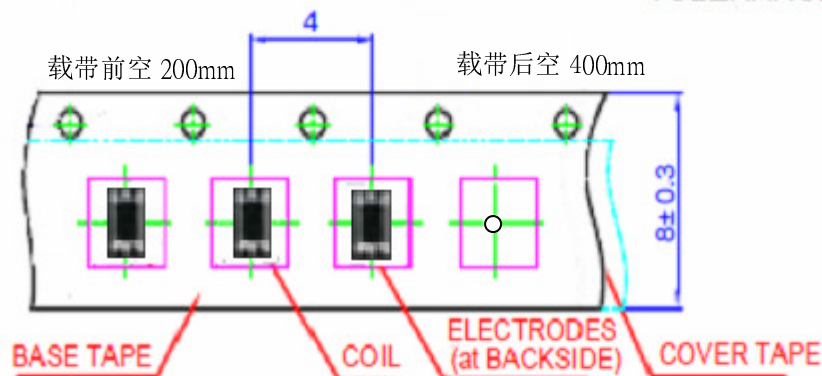 4
载带前空 200mm
载带后空 400mm
8± 0.3
BASE TAPE
COIL
ELECTRODES
(at BACKSIDE)
COVER TAPE